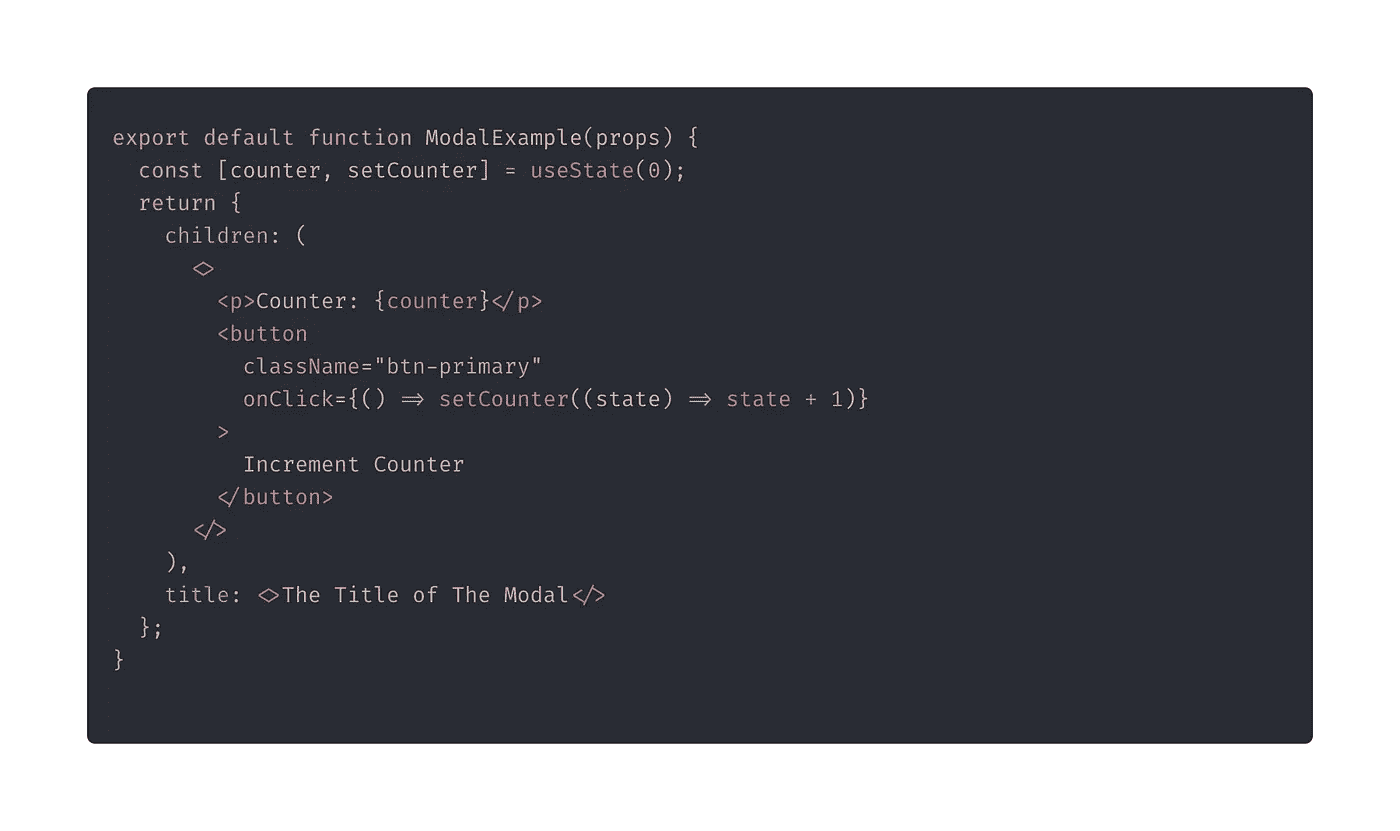 export default function ModalExample(props) {
  const [counter, setCounter] = useState(0);
  return {
    children: (
      <>
        <p>Counter: {counter}</p>
        <button
          className="btn-primary"
          onClick={() => setCounter((state) => state + 1)}
        >
          Increment Counter
        </button>
      </>
    ),
    title: <>The Title of The Modal</>
  };
}